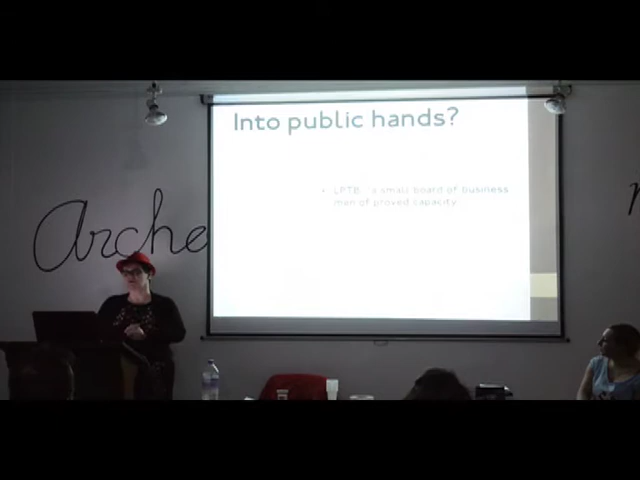 Into public hands?
• LPTB, "a small board of business
men of proved capacity
Arche